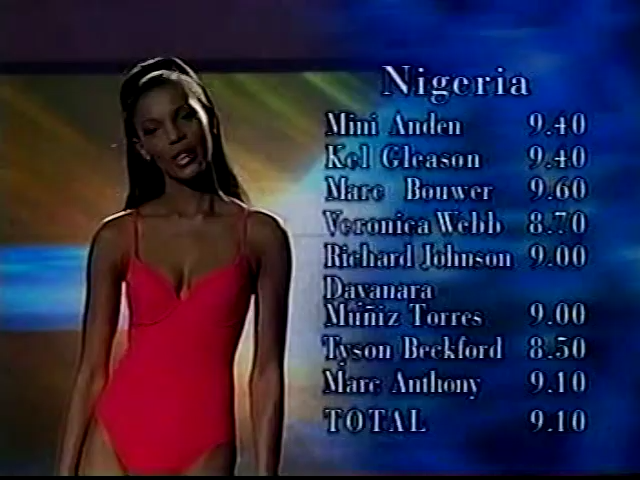 Nigeria
Mini Anden 9.40
Kel Gleason 9.40
Marc Bouwer 9.60
Veronica Webb 8.70
Richard Johnson 9.00
Dayanara
Muñiz Torres 9.00
Tyson Beckford 8.50
Marc Anthony 9.10
TOTAL 9.10